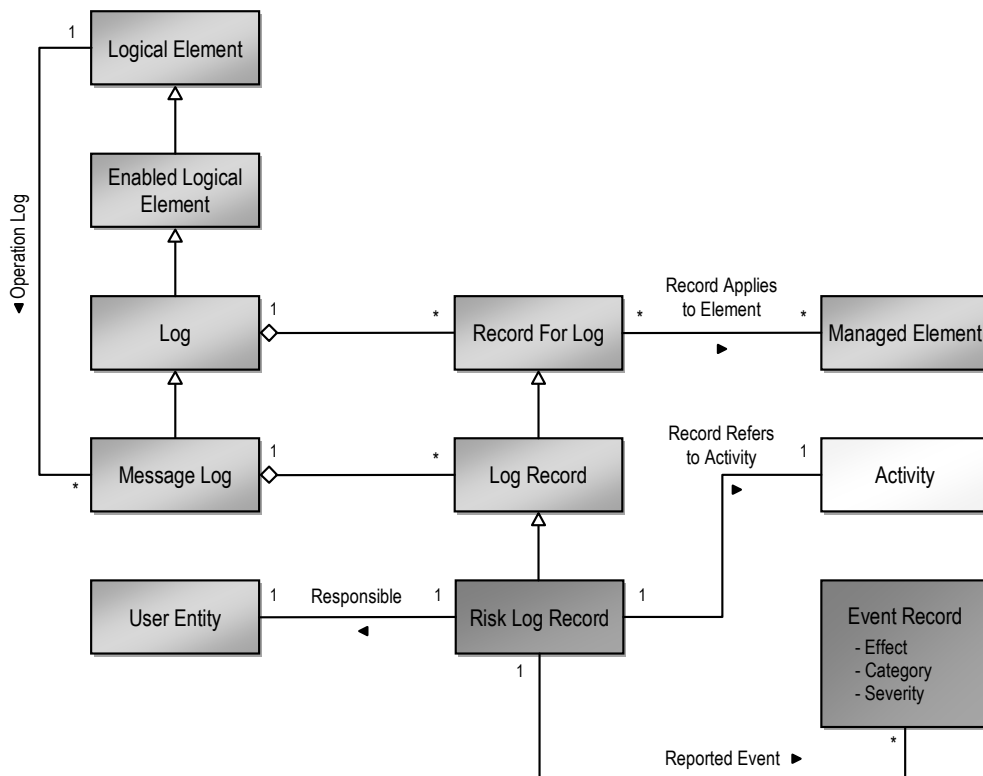 1
Logical Element
Enabled Logical
Element
Operation Log
1
*
Log
Record For Log
*
Record Applies
to Element
*
Managed Element
*
Message Log
1
*
Log Record
Record Refers
to Activity
1
Activity
User Entity
1
Responsible
1
Risk Log Record
1
1
Event Record
- Effect
- Category
- Severity
Reported Event
*